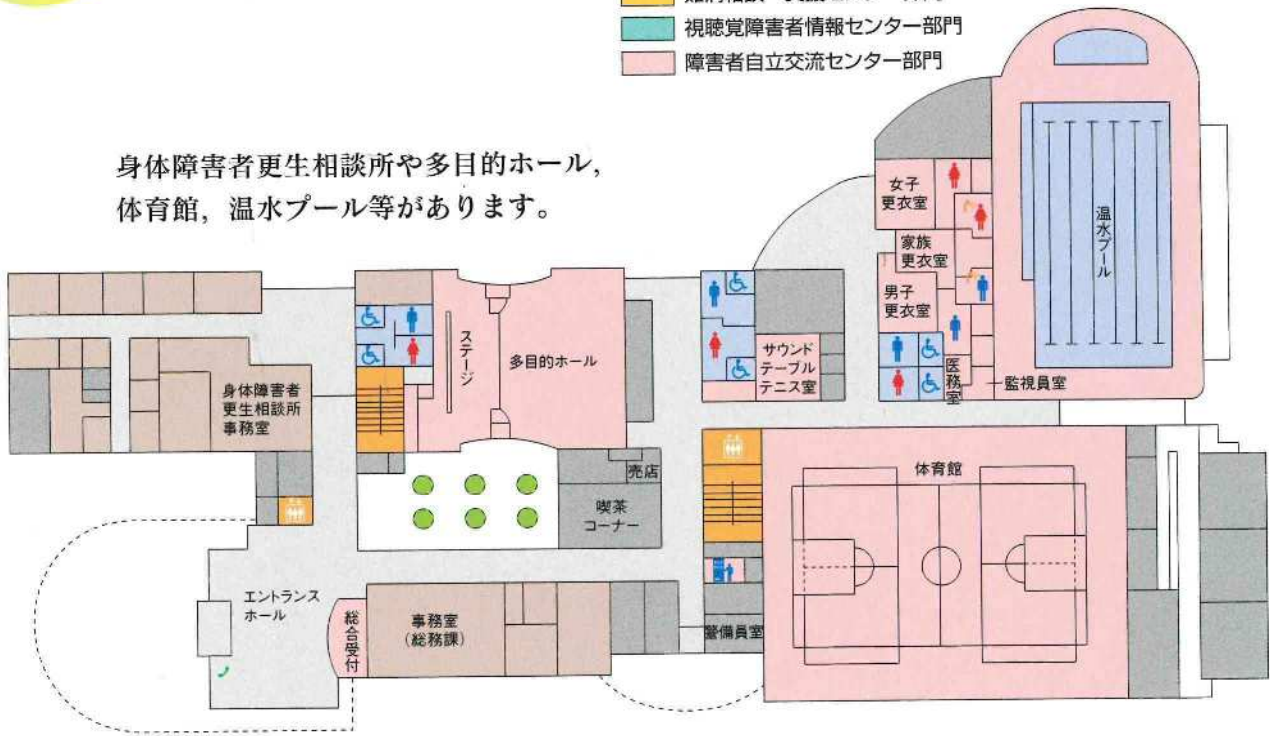 視聴覚障害者情報センター部門
障害者自立交流センター部門
身体障害者更生相談所や多目的ホール，
体育館，温水プール等があります。
女子
更衣室
家族
更衣室
男子
更衣室
温水プール
医務室
監視員室
サウンド
テーブル
テニス室
ステージ
多目的ホール
身体障害者
更生相談所
事務室
売店
喫茶
コーナー
体育館
エントランス
ホール
総合受付
事務室
（総務課）
警備員室